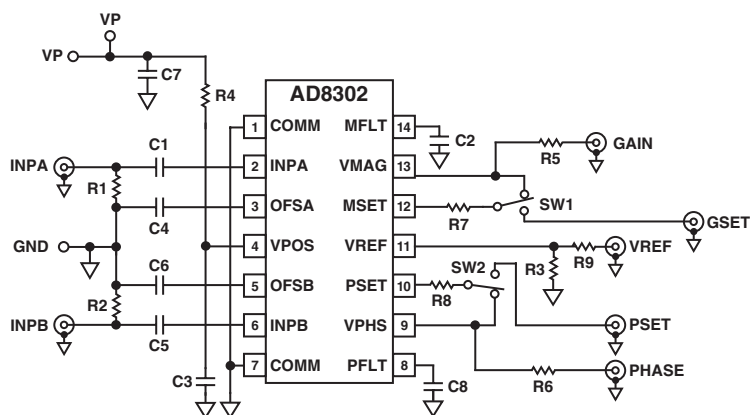 VP
VP
C7
R4
AD8302
1 COMM MFLT 14
C2
R5 GAIN
INPA
C1
2 INPA VMAG 13
R1
3 OFSA MSET 12
R7
SW1
GSET
C4
GND
4 VPOS VREF 11
R3
R9
VREF
C6
SW2
5 OFSB PSET 10
R8
R2
INPB
C5
6 INPB VPHS 9
PSET
C3
7 COMM PFLT 8
C8
R6
PHASE